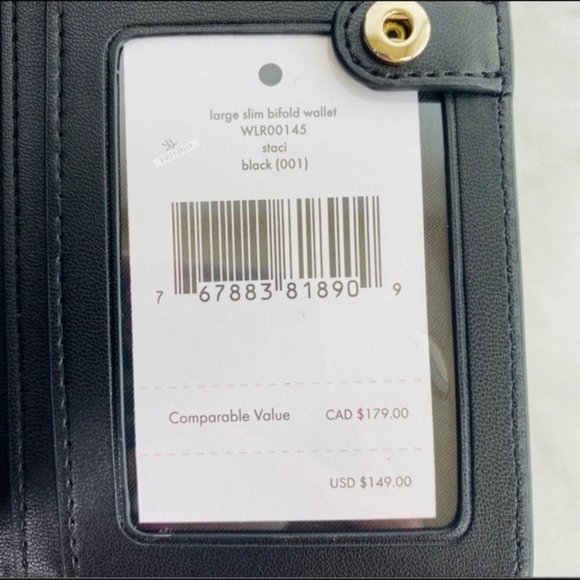 large slim bifold wallet
WLR00145
staci
black (001)
7 67883 81890 9
Comparable Value CAD $179.00
USD $149.00